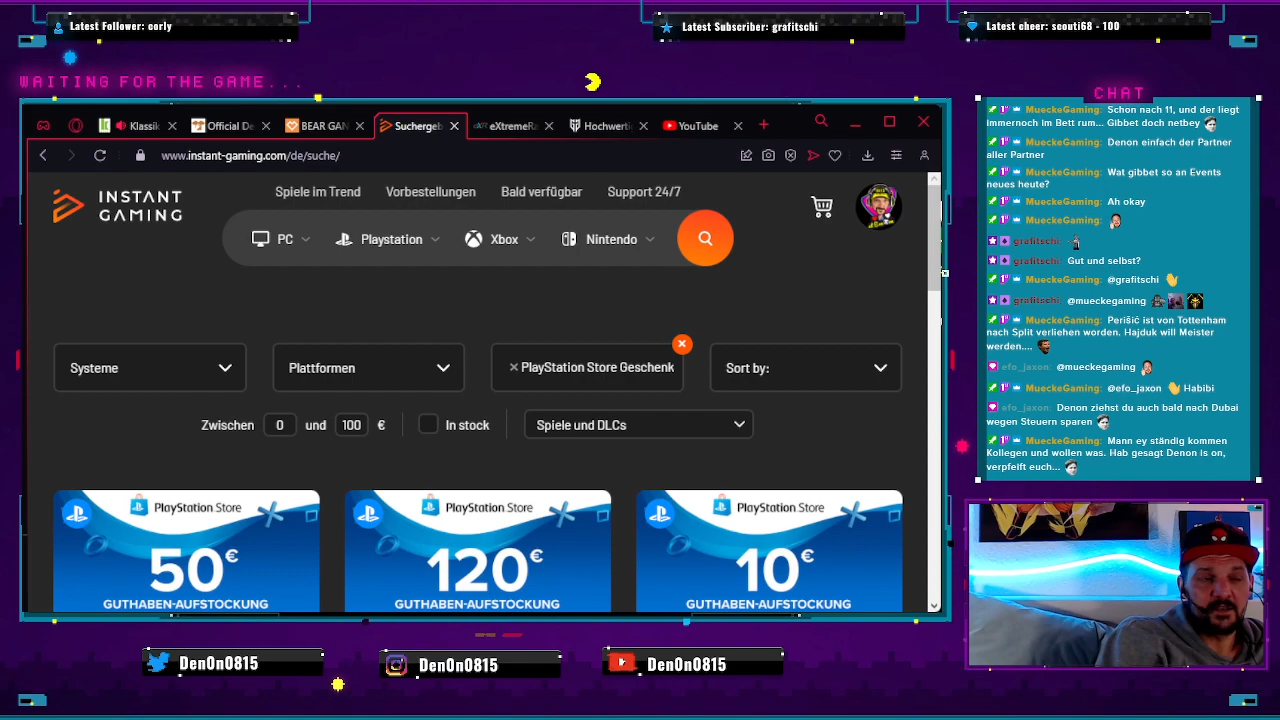 Latest Follower: corly
Latest Subscriber: grafitschi
Latest cheer: scouti68 - 100
WAITING FOR THE GAME...
Klassik
Official De
BEAR GAN
Suchergeb
eXtremeRa
Hochwertig
YouTube
www.instant-gaming.com/de/suche/
INSTANT GAMING
Spiele im Trend
Vorbestellungen
Bald verfügbar
Support 24/7
PC
Playstation
Xbox
Nintendo
Systeme
Plattformen
PlayStation Store Geschenk
Sort by:
Zwischen 0 und 100 €
In stock
Spiele und DLCs
PlayStation Store
50€
GUTHABEN-AUFSTOCKUNG
PlayStation Store
120€
GUTHABEN-AUFSTOCKUNG
PlayStation Store
10€
GUTHABEN-AUFSTOCKUNG
CHAT
MueckeGaming: Schon nach 11, und der liegt
immernoch im Bett rum... Gibbet doch netbey
MueckeGaming: Denon einfach der Partner
aller Partner
MueckeGaming: Wat gibbet so an Events
neues heute?
MueckeGaming: Ah okay
MueckeGaming:
grafitschi:
grafitschi: Gut und selbst?
MueckeGaming: @grafitschi
grafitschi: @mueckegaming
MueckeGaming: Perišić ist von Tottenham
nach Split verliehen worden. Hajduk will Meister
werden....
efo_jaxon: @mueckegaming
MueckeGaming: @efo_jaxon Habibi
efo_jaxon: Denon ziehst du auch bald nach Dubai
wegen Steuern sparen
MueckeGaming: Mann ey ständig kommen
Kollegen und wollen was. Hab gesagt Denon is on,
verpfeift euch...
DenOn0815
DenOn0815
DenOn0815